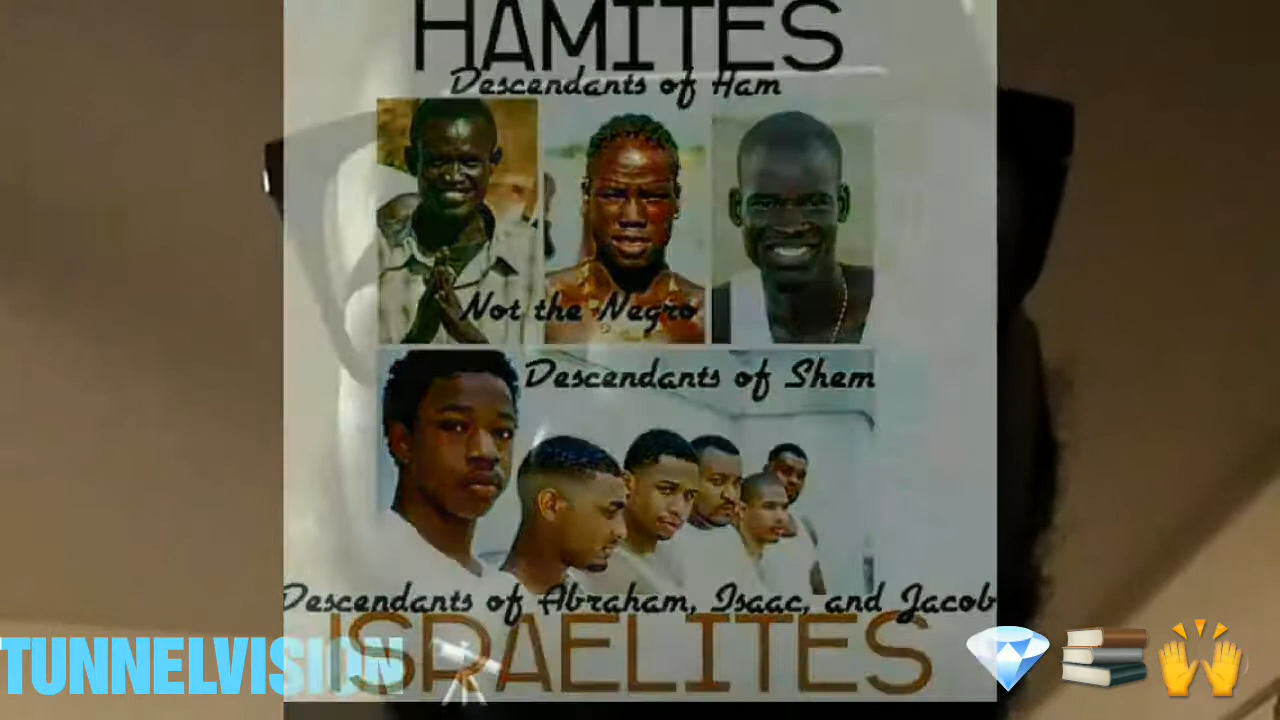 HAMITES
Descendants of Ham
Not the Negro
Descendants of Shem
Descendants of Abraham, Isaac, and Jacob
ISRAELITES
TUNNELVISION